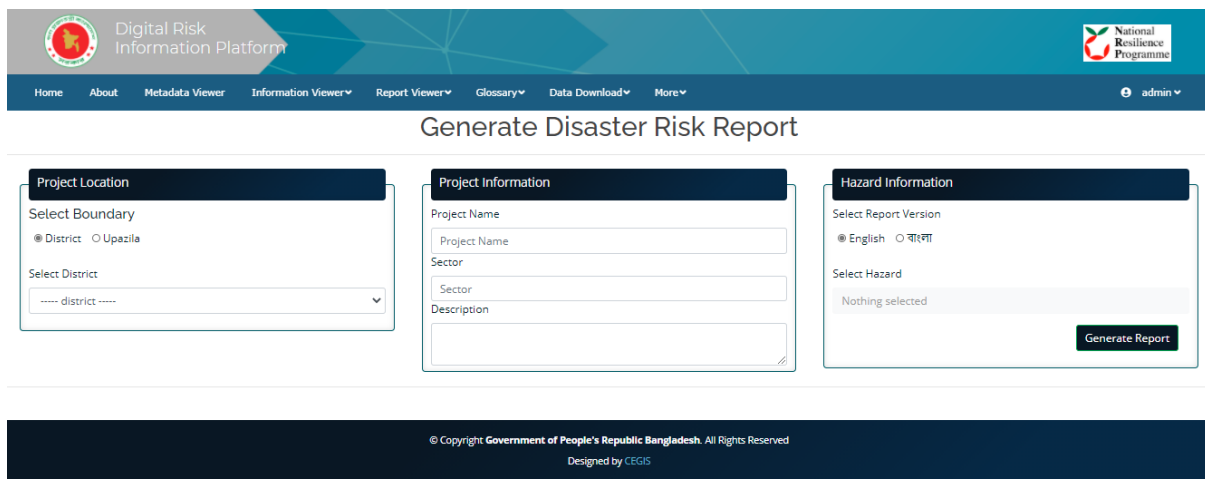 Digital Risk
Information Platform
National
Resilience
Programme
Home About Metadata Viewer Information Viewer Report Viewer Glossary Data Download More admin
Generate Disaster Risk Report
Project Location
Select Boundary
District Upazila
Select District
----- district -----
Project Information
Project Name
Project Name
Sector
Sector
Description
Hazard Information
Select Report Version
English বাংলা
Select Hazard
Nothing selected
Generate Report
© Copyright Government of People's Republic Bangladesh. All Rights Reserved
Designed by CEGIS